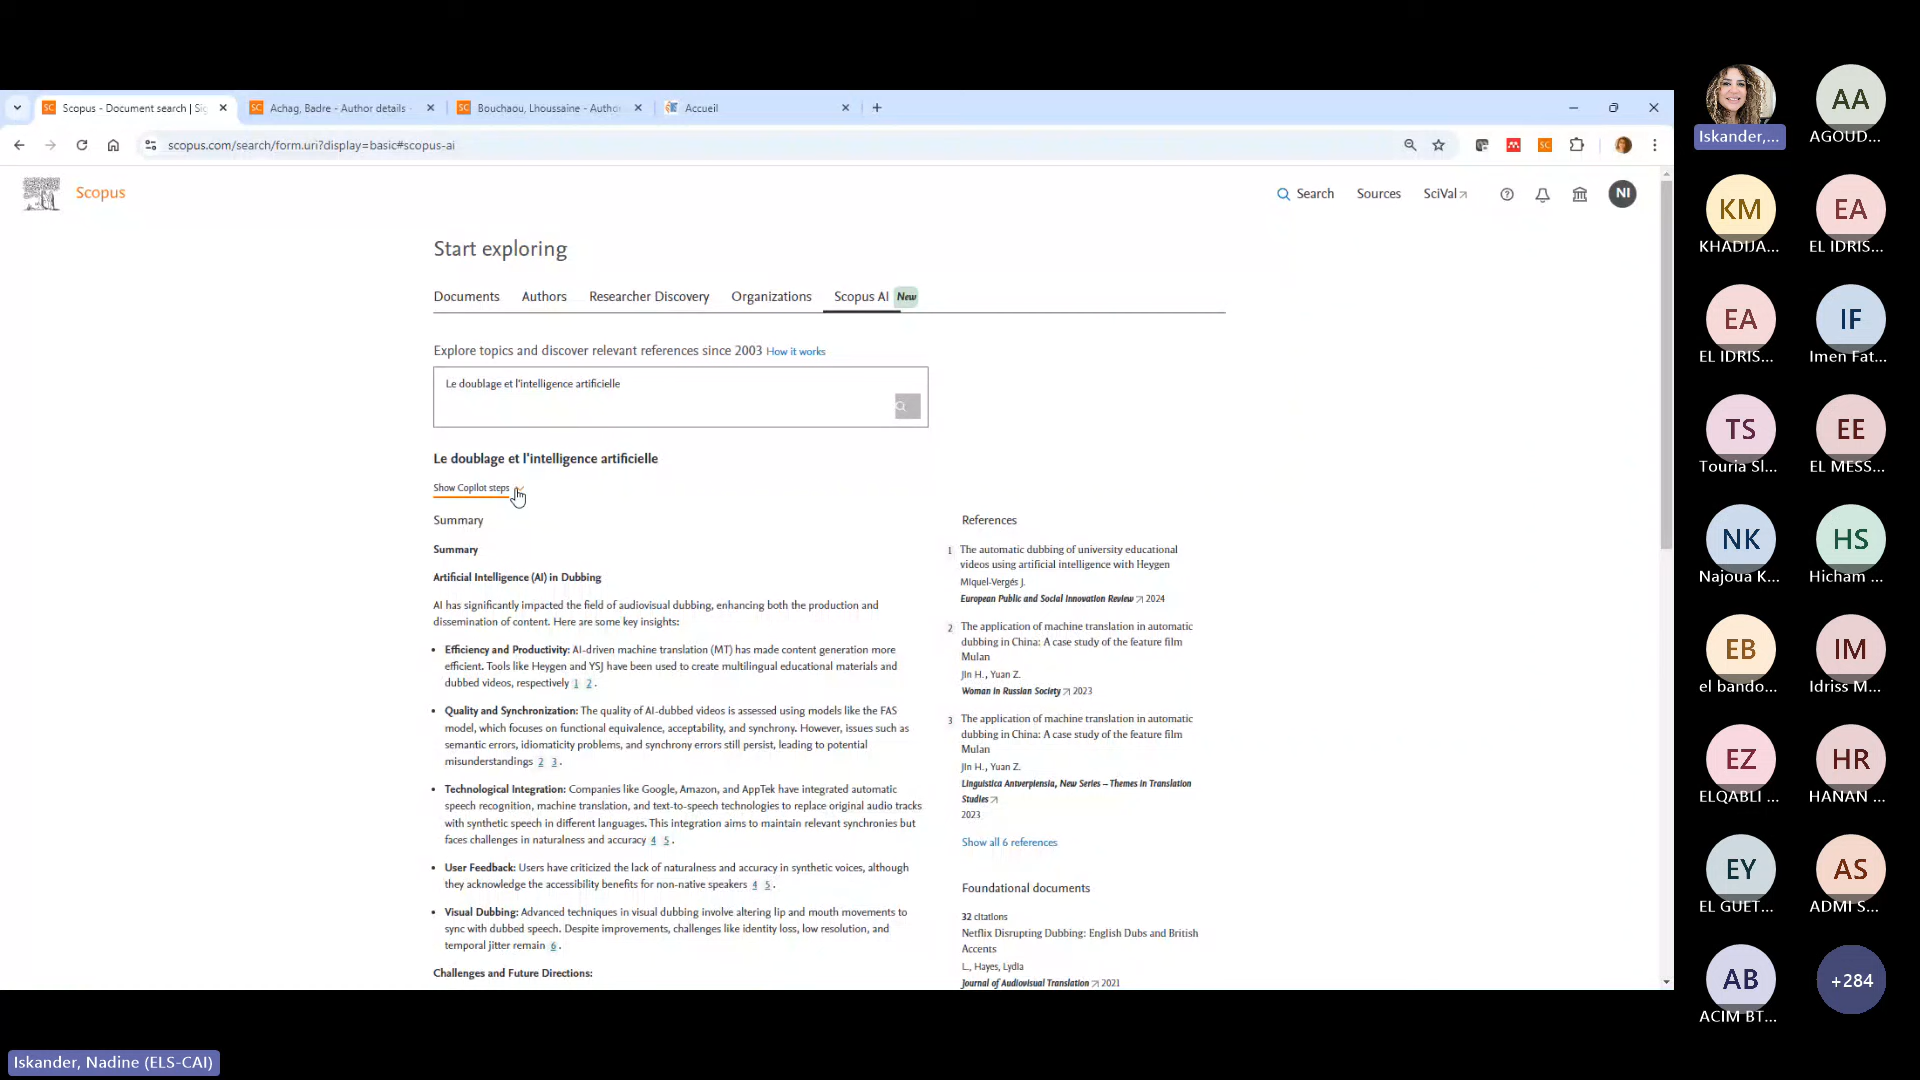 Scopus - Document search | Si
Achag, Badre - Author details -
Bouchaou, Lhoussaine - Autho
Accueil
scopus.com/search/form.uri?display=basic#scopus-ai
Scopus
Search
Sources
SciVal
NI
Start exploring
Documents
Authors
Researcher Discovery
Organizations
Scopus AI
New
Explore topics and discover relevant references since 2003 How it works
Le doublage et l'intelligence artificielle
Le doublage et l'intelligence artificielle
Show Copilot steps
Summary
Summary
Artificial Intelligence (AI) in Dubbing
AI has significantly impacted the field of audiovisual dubbing, enhancing both the production and
dissemination of content. Here are some key insights:
• Efficiency and Productivity: AI-driven machine translation (MT) has made content generation more
efficient. Tools like Heygen and YSJ have been used to create multilingual educational materials and
dubbed videos, respectively 1 2 .
• Quality and Synchronization: The quality of AI-dubbed videos is assessed using models like the FAS
model, which focuses on functional equivalence, acceptability, and synchrony. However, issues such as
semantic errors, idiomaticity problems, and synchrony errors still persist, leading to potential
misunderstandings 2 3 .
• Technological Integration: Companies like Google, Amazon, and AppTek have integrated automatic
speech recognition, machine translation, and text-to-speech technologies to replace original audio tracks
with synthetic speech in different languages. This integration aims to maintain relevant synchronies but
faces challenges in naturalness and accuracy 4 5 .
• User Feedback: Users have criticized the lack of naturalness and accuracy in synthetic voices, although
they acknowledge the accessibility benefits for non-native speakers 4 5 .
• Visual Dubbing: Advanced techniques in visual dubbing involve altering lip and mouth movements to
sync with dubbed speech. Despite improvements, challenges like identity loss, low resolution, and
temporal jitter remain 6 .
Challenges and Future Directions:
References
1 The automatic dubbing of university educational
videos using artificial intelligence with Heygen
Miquel-Vergés J.
European Public and Social Innovation Review 2024
2 The application of machine translation in automatic
dubbing in China: A case study of the feature film
Mulan
Jin H., Yuan Z.
Woman in Russian Society 2023
3 The application of machine translation in automatic
dubbing in China: A case study of the feature film
Mulan
Jin H., Yuan Z.
Linguistica Antverpiensia, New Series – Themes in Translation
Studies
2023
Show all 6 references
Foundational documents
32 citations
Netflix Disrupting Dubbing: English Dubs and British
Accents
L., Hayes, Lydia
Journal of Audiovisual Translation 2021
Iskander,...
AA
AGOUD...
KM
KHADIJA...
EA
EL IDRIS...
EA
EL IDRIS...
IF
Imen Fat...
TS
Touria Sl...
EE
EL MESS...
NK
Najoua K...
HS
Hicham ...
EB
el bando...
IM
Idriss M...
EZ
ELQABLI ...
HR
HANAN ...
EY
EL GUET...
AS
ADMI S...
AB
ACIM BT...
+284
Iskander, Nadine (ELS-CAI)